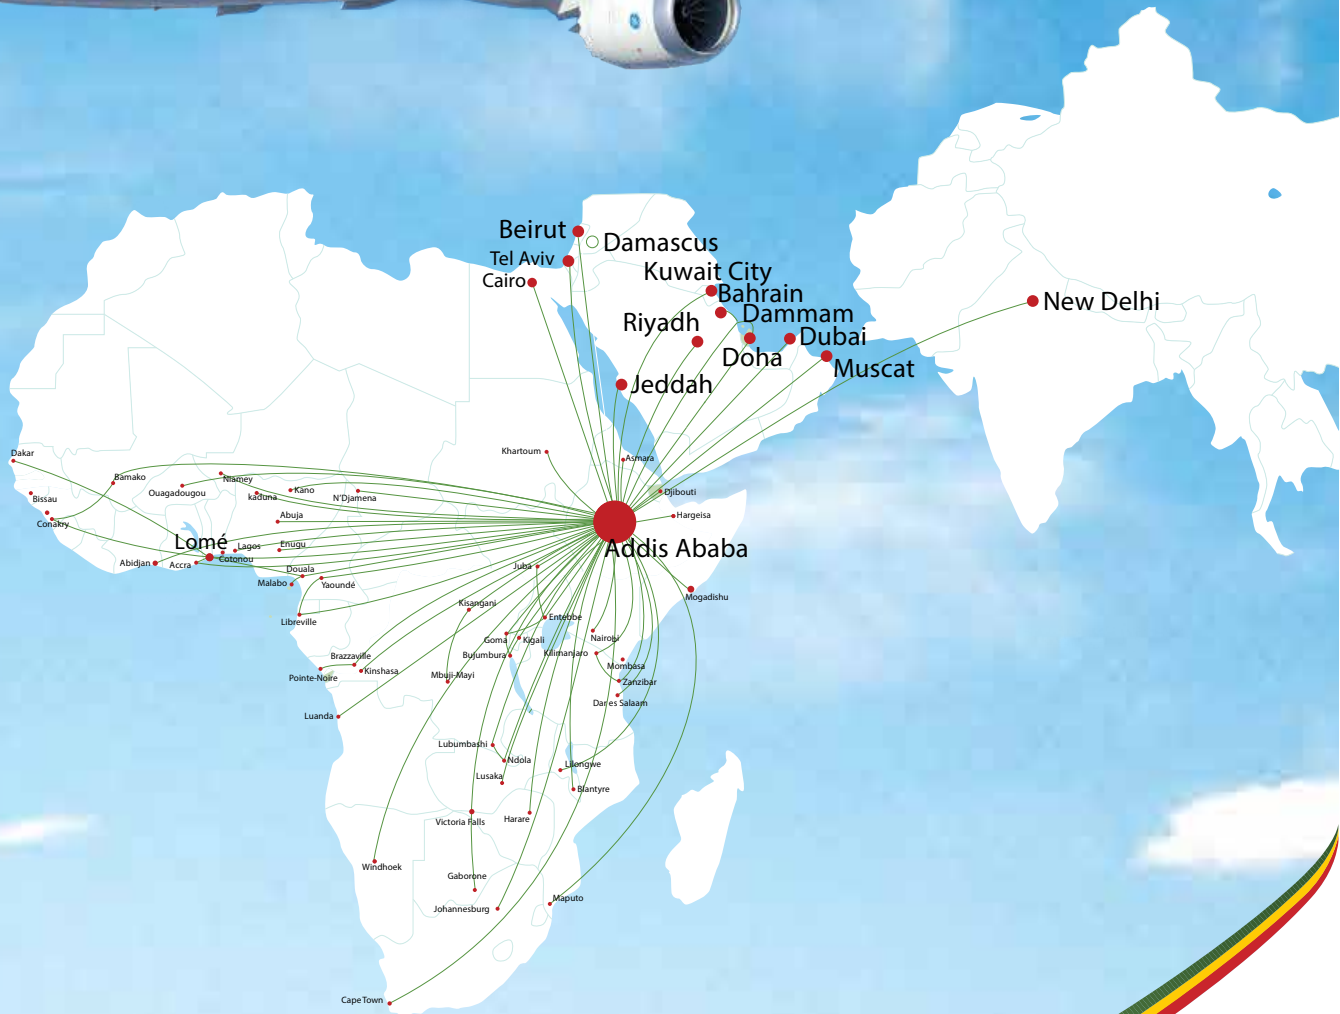 Beirut
Damascus
Tel Aviv
Kuwait City
Cairo
Bahrain
New Delhi
Dammam
Riyadh
Dubai
Doha
Muscat
Jeddah
Dakar
Khartoum
Asmara
Bamako
Niamey
Ouagadougou
Kano
kaduna
N'Djamena
Djibouti
Bissau
Conakry
Abuja
Hargeisa
Lomé
Lagos
Enugu
Addis Ababa
Cotonou
Abidjan
Accra
Douala
Juba
Malabo
Yaoundé
Mogadishu
Kisangani
Libreville
Entebbe
Goma
Kigali
Nairobi
Brazzaville
Bujumbura
Kilimanjaro
Mombasa
Kinshasa
Pointe-Noire
Mbuji-Mayi
Zanzibar
Dar es Salaam
Luanda
Lubumbashi
Ndola
Lilongwe
Lusaka
Blantyre
Victoria Falls
Harare
Windhoek
Gaborone
Maputo
Johannesburg
Cape Town